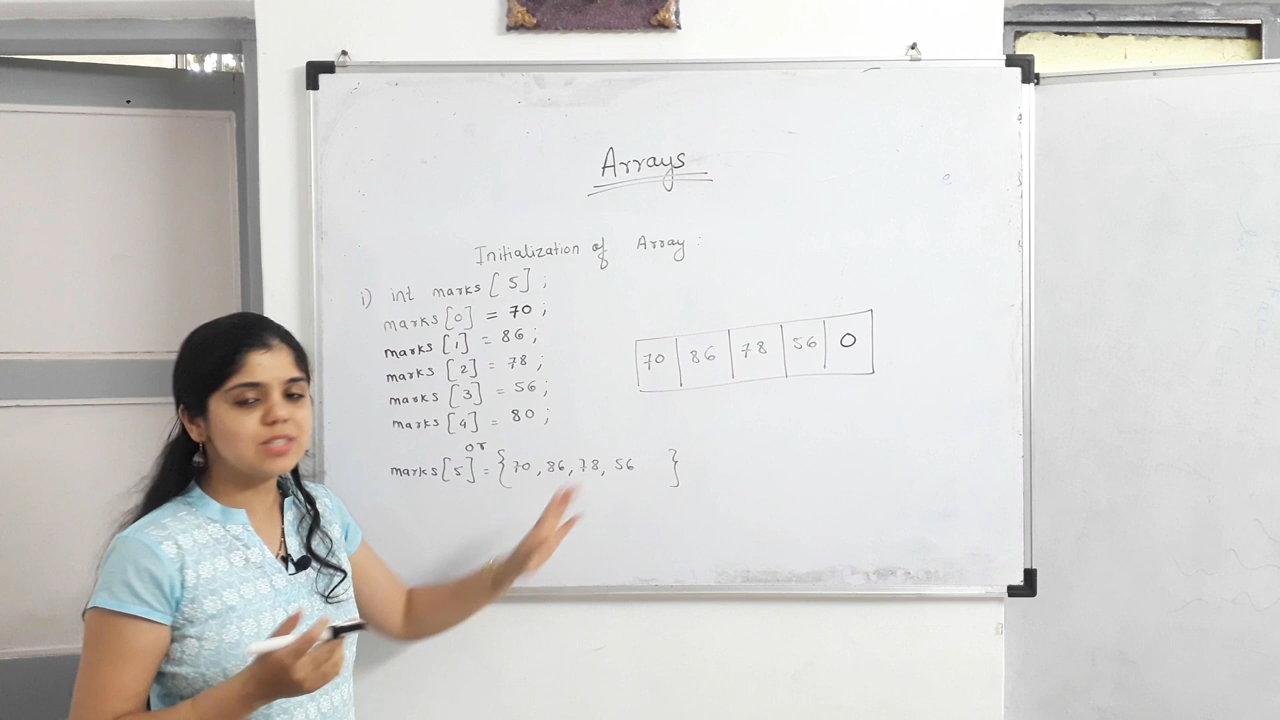 Arrays
Initialization of Array :
i) int marks [ 5 ] ;
marks [0] = 70 ;
marks [1] = 86 ;
marks [2] = 78 ;
marks [3] = 56 ;
marks [4] = 80 ;
or
marks [5] = { 70 , 86 , 78 , 56 }
70 86 78 56 0